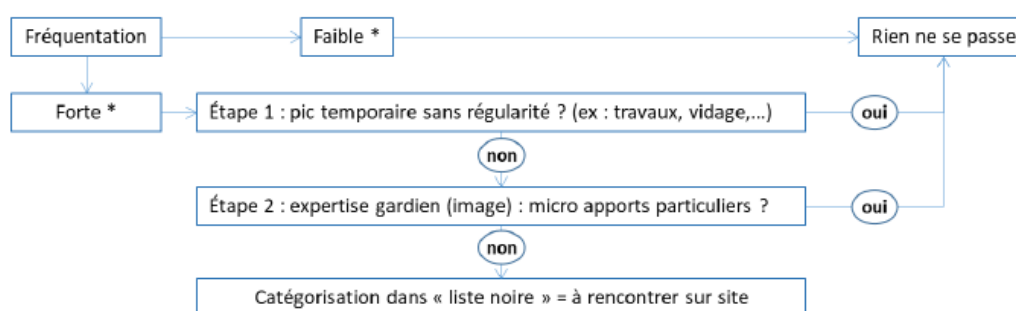 Fréquentation
Faible *
Rien ne se passe
Forte *
Étape 1 : pic temporaire sans régularité ? (ex : travaux, vidage,...)
oui
non
Étape 2 : expertise gardien (image) : micro apports particuliers ?
oui
non
Catégorisation dans « liste noire » = à rencontrer sur site